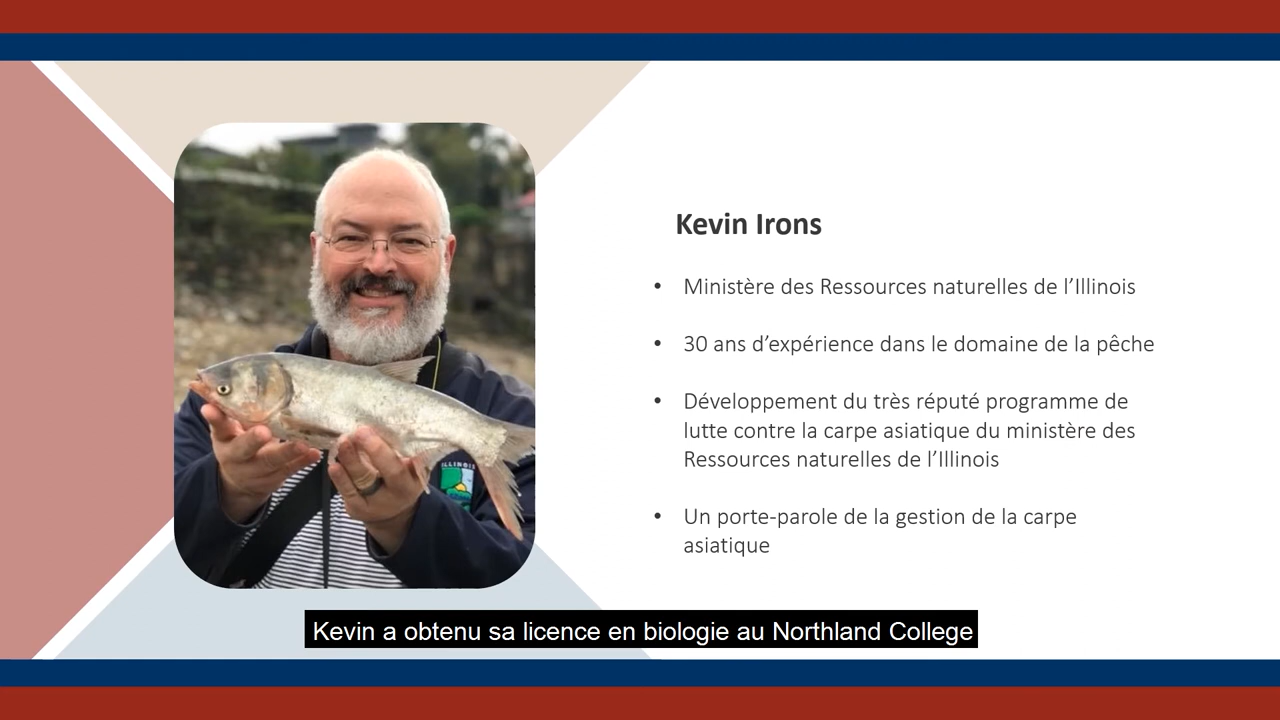 Kevin Irons
• Ministère des Ressources naturelles de l’Illinois
• 30 ans d’expérience dans le domaine de la pêche
• Développement du très réputé programme de
lutte contre la carpe asiatique du ministère des
Ressources naturelles de l’Illinois
• Un porte-parole de la gestion de la carpe
asiatique
ILLINOIS
Kevin a obtenu sa licence en biologie au Northland College